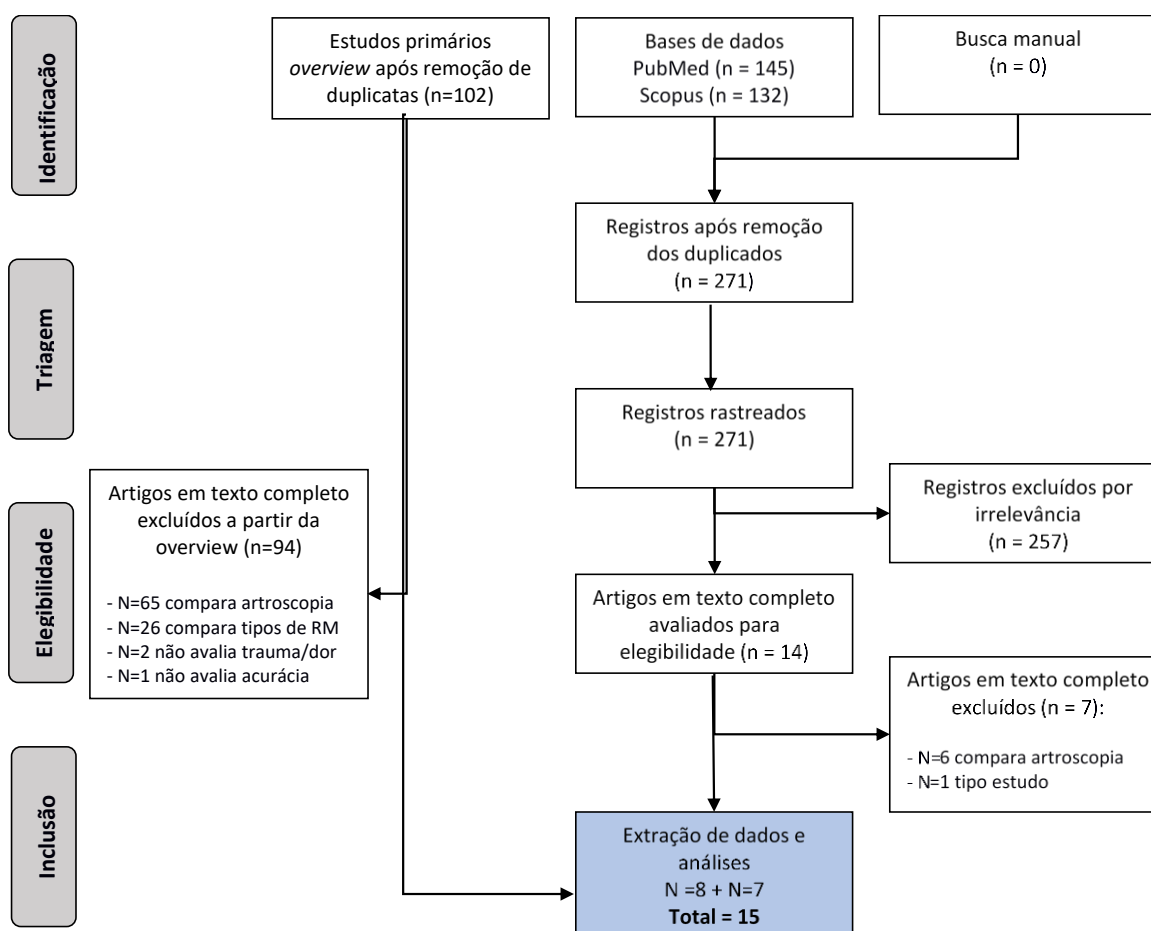 Identificação
Estudos primários
overview após remoção de
duplicatas (n=102)
Bases de dados
PubMed (n = 145)
Scopus (n = 132)
Busca manual
(n = 0)
Registros após remoção
dos duplicados
(n = 271)
Triagem
Registros rastreados
(n = 271)
Registros excluídos por
irrelevância
(n = 257)
Elegibilidade
Artigos em texto completo
excluídos a partir da
overview (n=94)
- N=65 compara artroscopia
- N=26 compara tipos de RM
- N=2 não avalia trauma/dor
- N=1 não avalia acurácia
Artigos em texto completo
avaliados para
elegibilidade (n = 14)
Artigos em texto completo
excluídos (n = 7):
- N=6 compara artroscopia
- N=1 tipo estudo
Inclusão
Extração de dados e
análises
N =8 + N=7
Total = 15